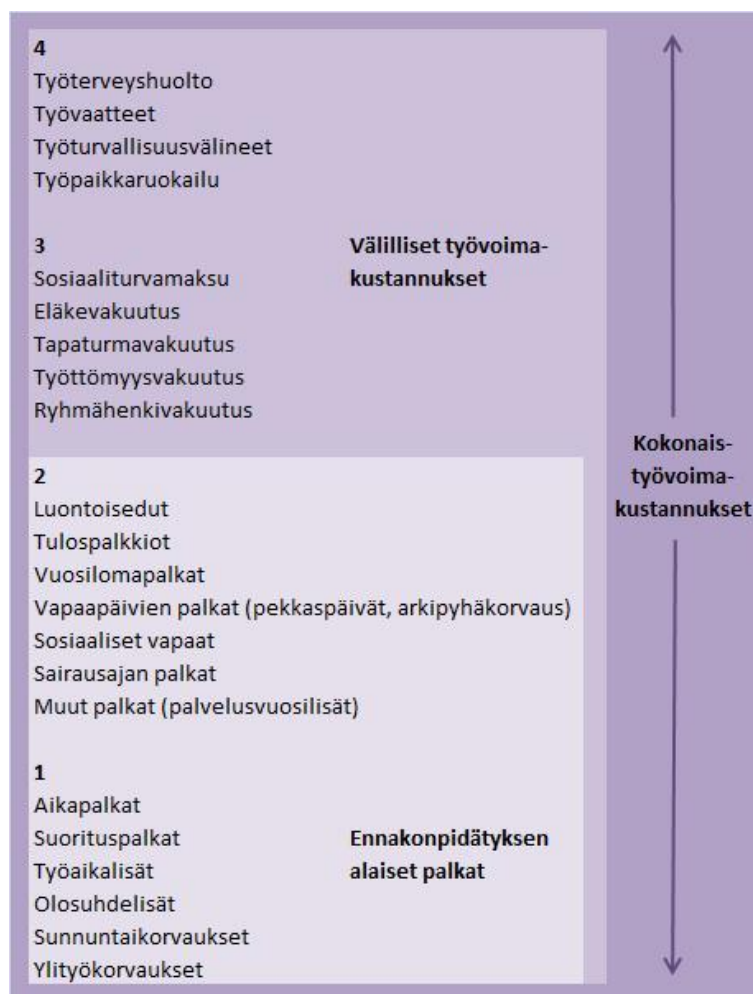 4
Työterveyshuolto
Työvaatteet
Työturvallisuusvälineet
Työpaikkaruokailu
3
Välilliset työvoima-
kustannukset
Sosiaaliturvamaksu
Eläkevakuutus
Tapaturmavakuutus
Työttömyysvakuutus
Ryhmähenkivakuutus
2
Luontoisedut
Tulospalkkiot
Vuosilomapalkat
Vapaapäivien palkat (pekkaspäivät, arkipyhäkorvaus)
Sosiaaliset vapaat
Sairausajan palkat
Muut palkat (palvelusvuosilisät)
1
Aikapalkat
Suorituspalkat
Työaikalisät
Olosuhdelisät
Sunnuntaikorvaukset
Ylityökorvaukset
Ennakonpidätyksen
alaiset palkat
Kokonais-
työvoima-
kustannukset